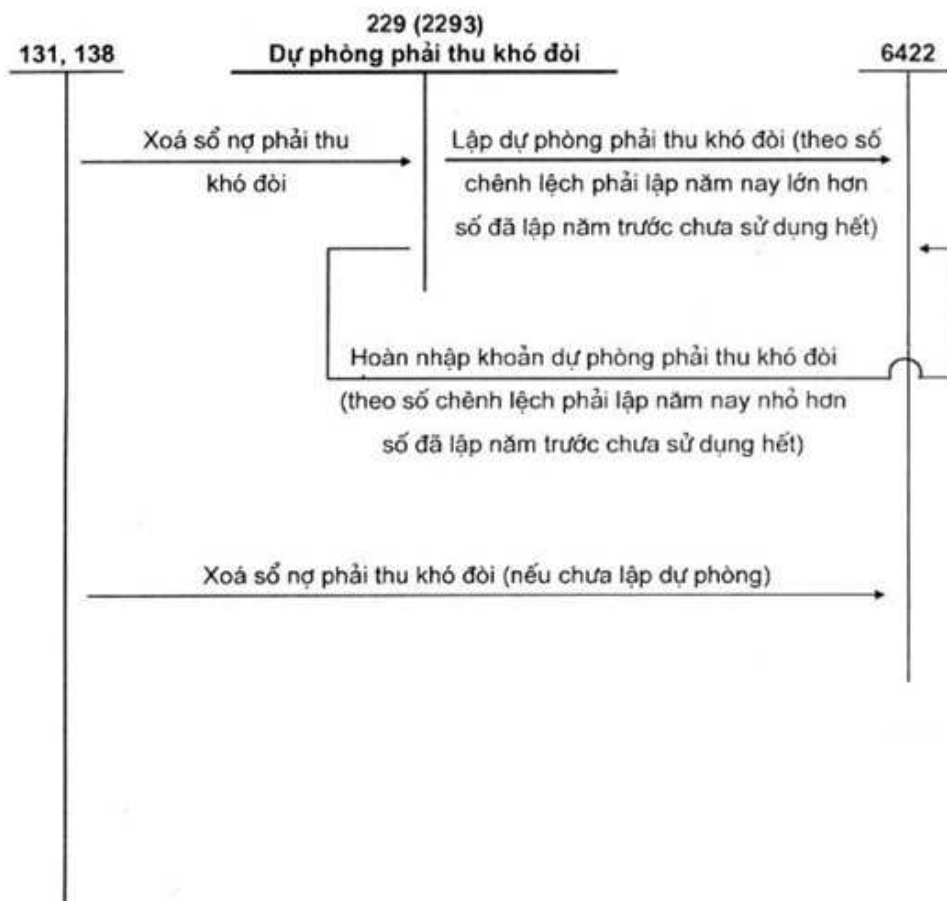 229 (2293)
131, 138
Dự phòng phải thu khó đòi
6422
Xoá sổ nợ phải thu
khó đòi
Lập dự phòng phải thu khó đòi (theo số
chênh lệch phải lập năm nay lớn hơn
số đã lập năm trước chưa sử dụng hết)
Hoàn nhập khoản dự phòng phải thu khó đòi
(theo số chênh lệch phải lập năm nay nhỏ hơn
số đã lập năm trước chưa sử dụng hết)
Xoá sổ nợ phải thu khó đòi (nếu chưa lập dự phòng)